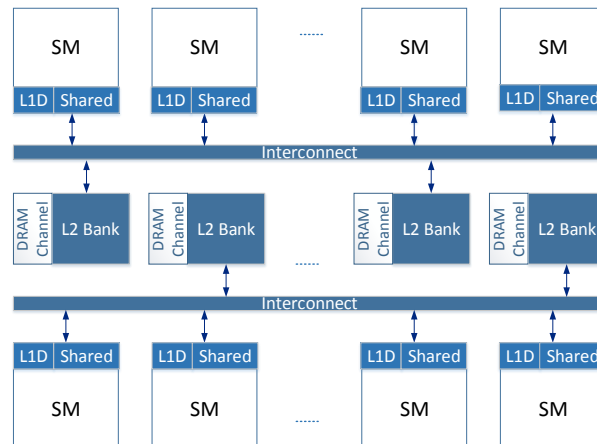 SM SM ...... SM SM
L1D Shared L1D Shared L1D Shared L1D Shared
Interconnect
DRAM Channel L2 Bank DRAM Channel L2 Bank ...... DRAM Channel L2 Bank DRAM Channel L2 Bank
Interconnect
L1D Shared L1D Shared L1D Shared L1D Shared
SM SM ...... SM SM